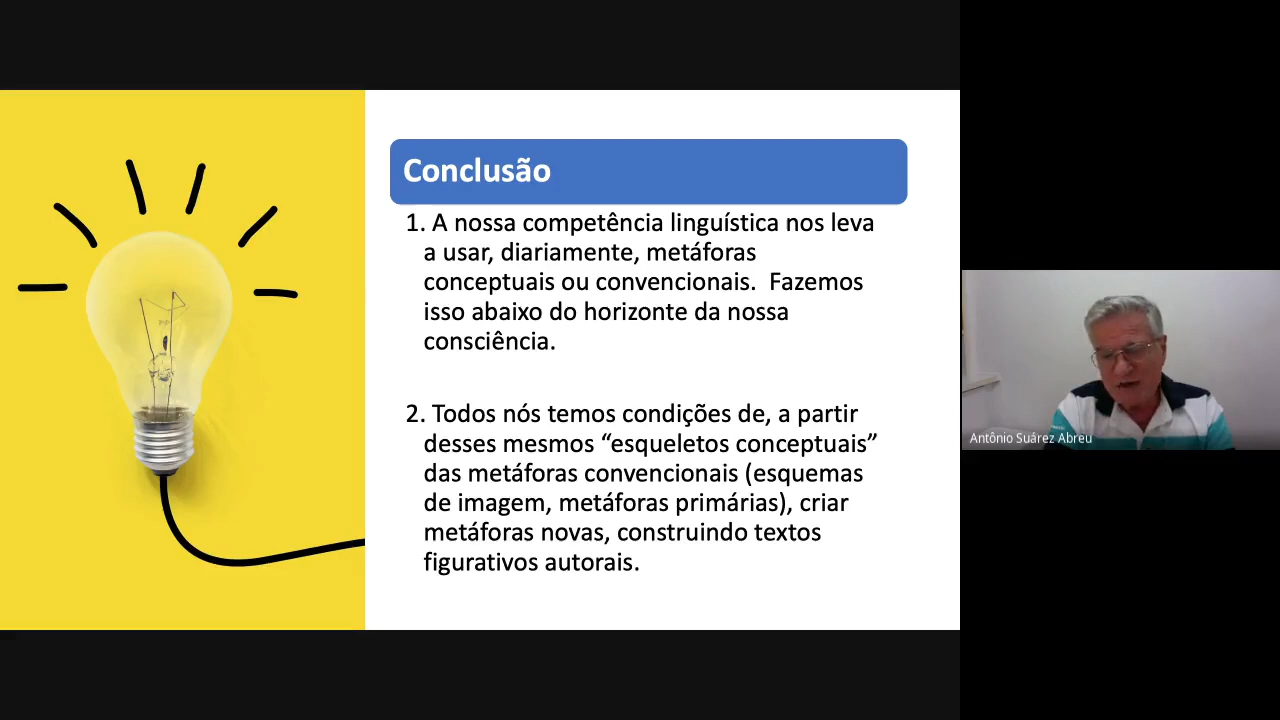 Conclusão
1. A nossa competência linguística nos leva
a usar, diariamente, metáforas
conceptuais ou convencionais.  Fazemos
isso abaixo do horizonte da nossa
consciência.
2. Todos nós temos condições de, a partir
desses mesmos “esqueletos conceptuais”
das metáforas convencionais (esquemas
de imagem, metáforas primárias), criar
metáforas novas, construindo textos
figurativos autorais.
Antônio Suárez Abreu